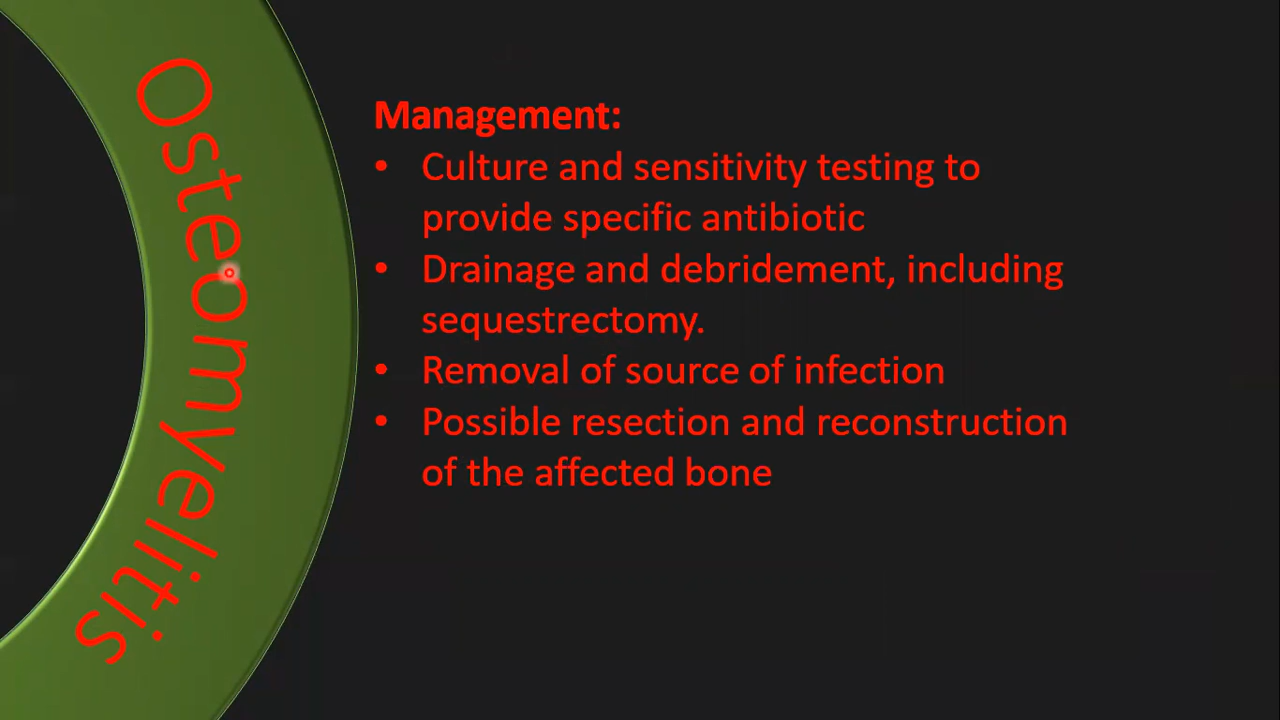 Osteomyelitis
Management:
• Culture and sensitivity testing to
provide specific antibiotic
• Drainage and debridement, including
sequestrectomy.
• Removal of source of infection
• Possible resection and reconstruction
of the affected bone